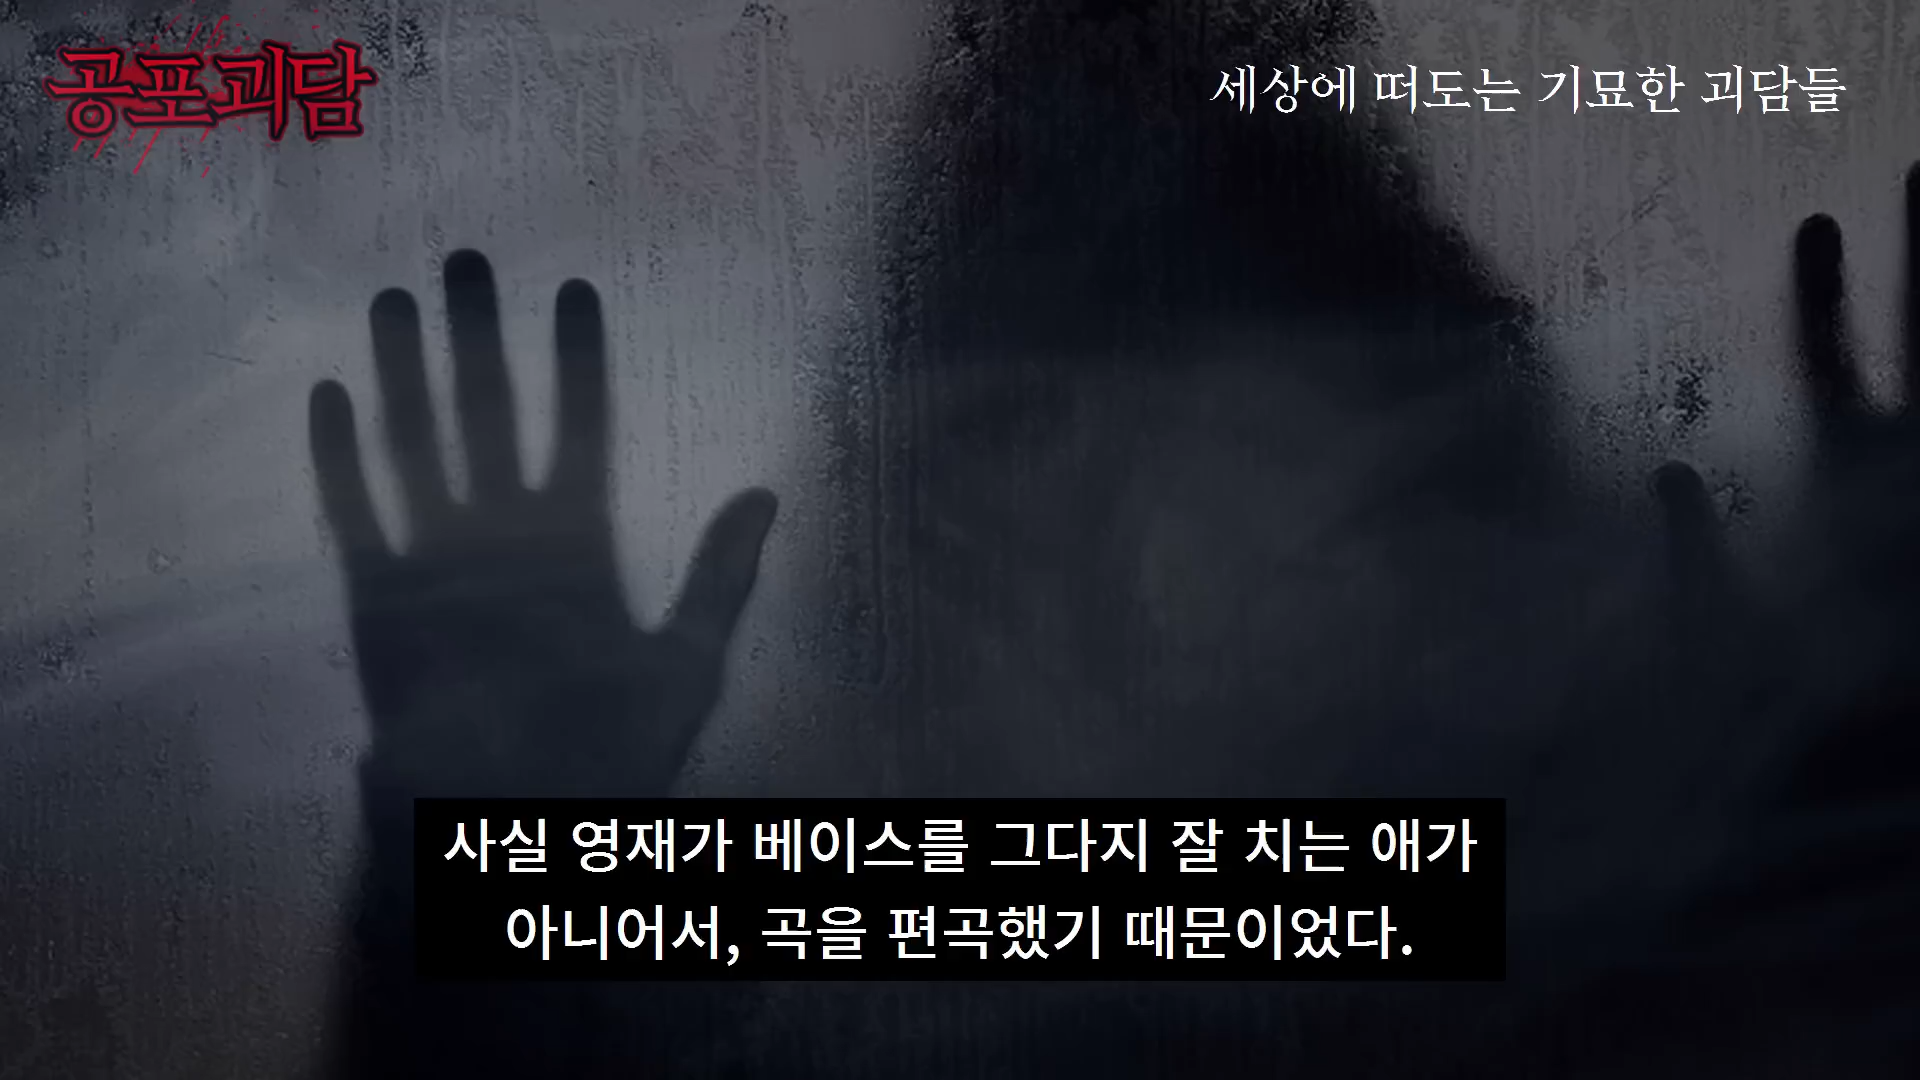 공포괴담
세상에 떠도는 기묘한 괴담들
사실 영재가 베이스를 그다지 잘 치는 애가
아니어서, 곡을 편곡했기 때문이었다.